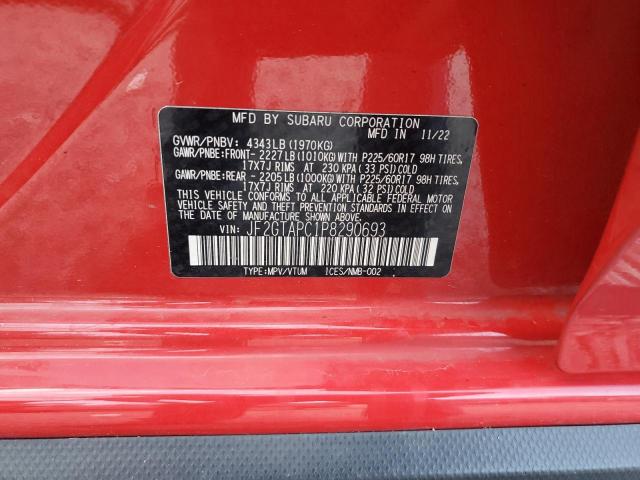 MFD BY SUBARU CORPORATION
MFD IN 11/22
GVWR/PNBV: 4343LB(1970KG)
GAWR/PNBE:FRONT- 2227LB(1010KG)WITH P225/60R17 98H TIRES,
17X7J RIMS AT 230 KPA (33 PSI)COLD
GAWR/PNBE:REAR - 2205LB(1000KG)WITH P225/60R17 98H TIRES,
17X7J RIMS AT 220 KPA (32 PSI)COLD
THIS VEHICLE CONFORMS TO ALL APPLICABLE
FEDERAL MOTOR VEHICLE SAFETY, BUMPER, AND
VEHICLE SAFETY AND THEFT PREVENTION STANDARDS
IN EFFECT ON THE
DATE OF MANUFACTURE SHOWN ABOVE.
VIN: JF2GTAPC1P8290693
TYPE:MPV/VTUM ICES/NMB-002